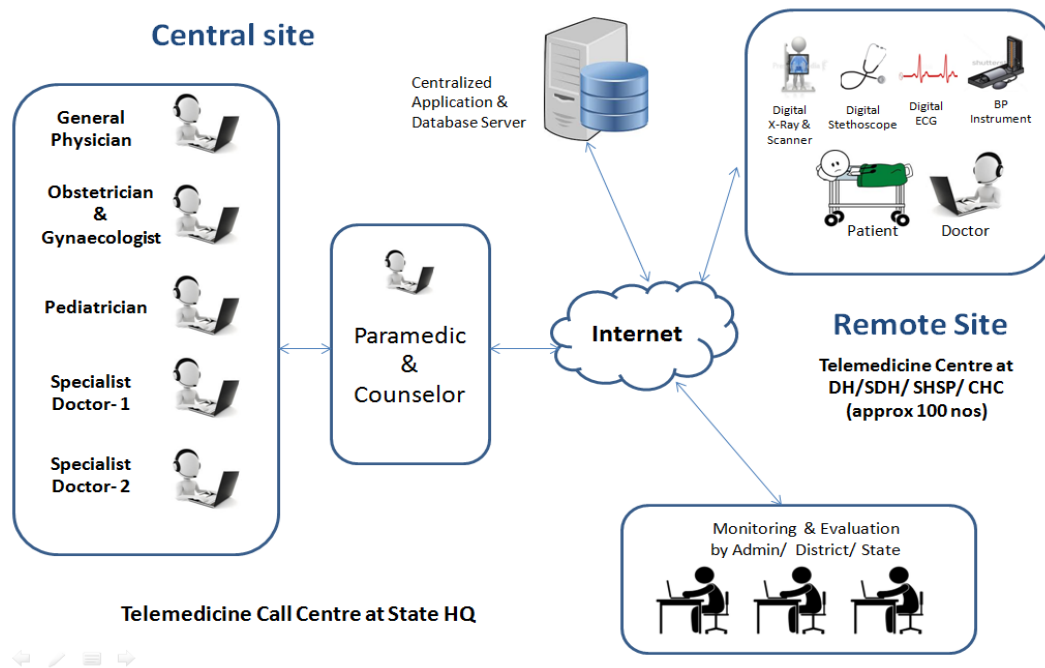 Central site
General
Physician
Obstetrician
&
Gynaecologist
Pediatrician
Specialist
Doctor- 1
Specialist
Doctor- 2
Paramedic
&
Counselor
Telemedicine Call Centre at State HQ
Centralized
Application &
Database Server
Internet
Digital
X-Ray &
Scanner
Digital
Stethoscope
Digital
ECG
BP
Instrument
Patient
Doctor
Remote Site
Telemedicine Centre at
DH/SDH/ SHSP/ CHC
(approx 100 nos)
Monitoring & Evaluation
by Admin/ District/ State